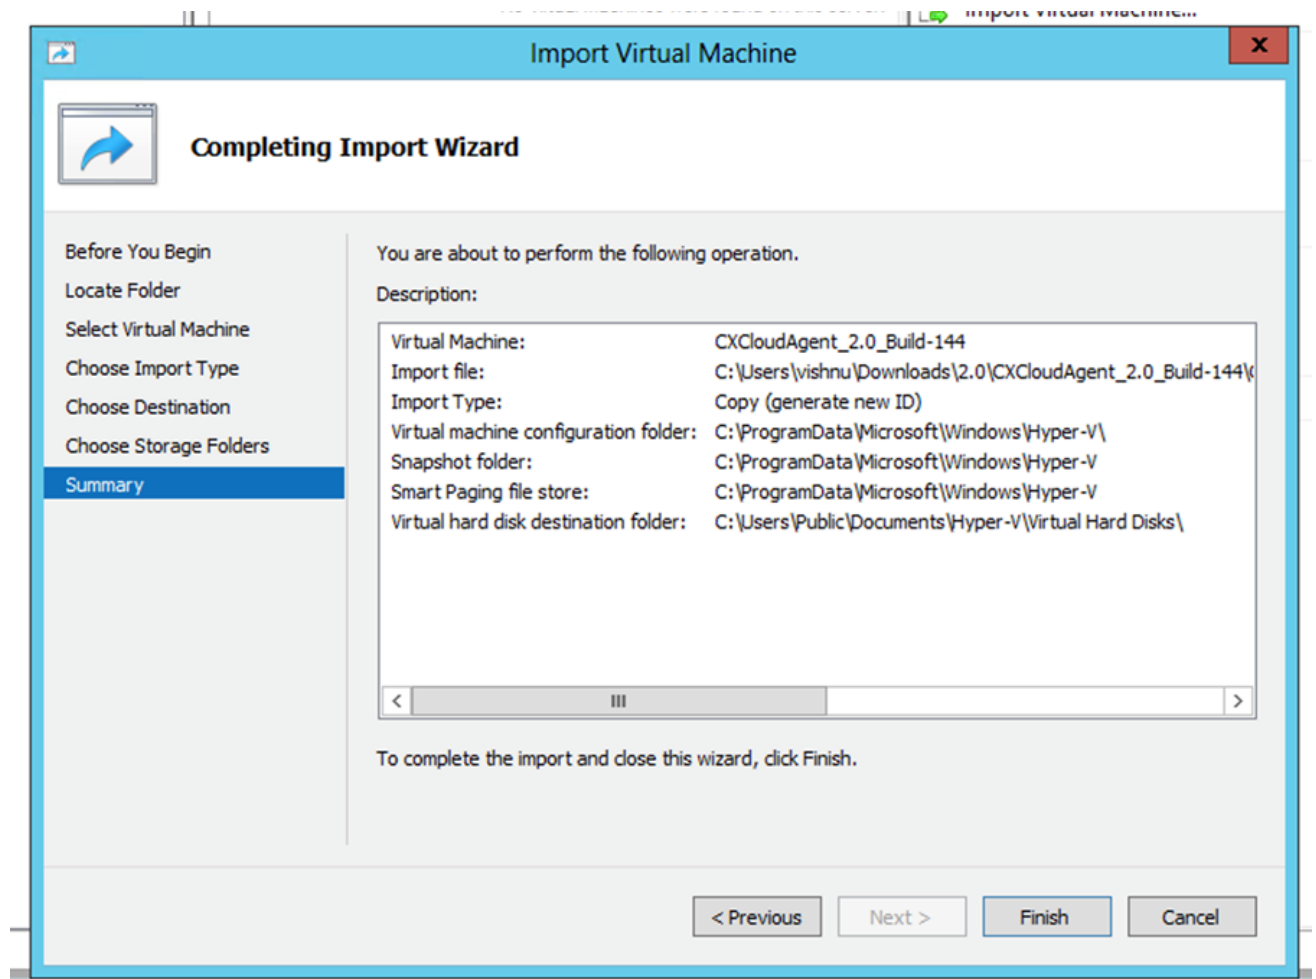 Import Virtual Machine...
Import Virtual Machine
x
Completing Import Wizard
Before You Begin
Locate Folder
Select Virtual Machine
Choose Import Type
Choose Destination
Choose Storage Folders
Summary
You are about to perform the following operation.
Description:
Virtual Machine: CXCloudAgent_2.0_Build-144
Import file: C:\Users\vishnu\Downloads\2.0\CXCloudAgent_2.0_Build-144\
Import Type: Copy (generate new ID)
Virtual machine configuration folder: C:\ProgramData\Microsoft\Windows\Hyper-V\
Snapshot folder: C:\ProgramData\Microsoft\Windows\Hyper-V
Smart Paging file store: C:\ProgramData\Microsoft\Windows\Hyper-V
Virtual hard disk destination folder: C:\Users\Public\Documents\Hyper-V\Virtual Hard Disks\
To complete the import and close this wizard, click Finish.
< Previous
Next >
Finish
Cancel